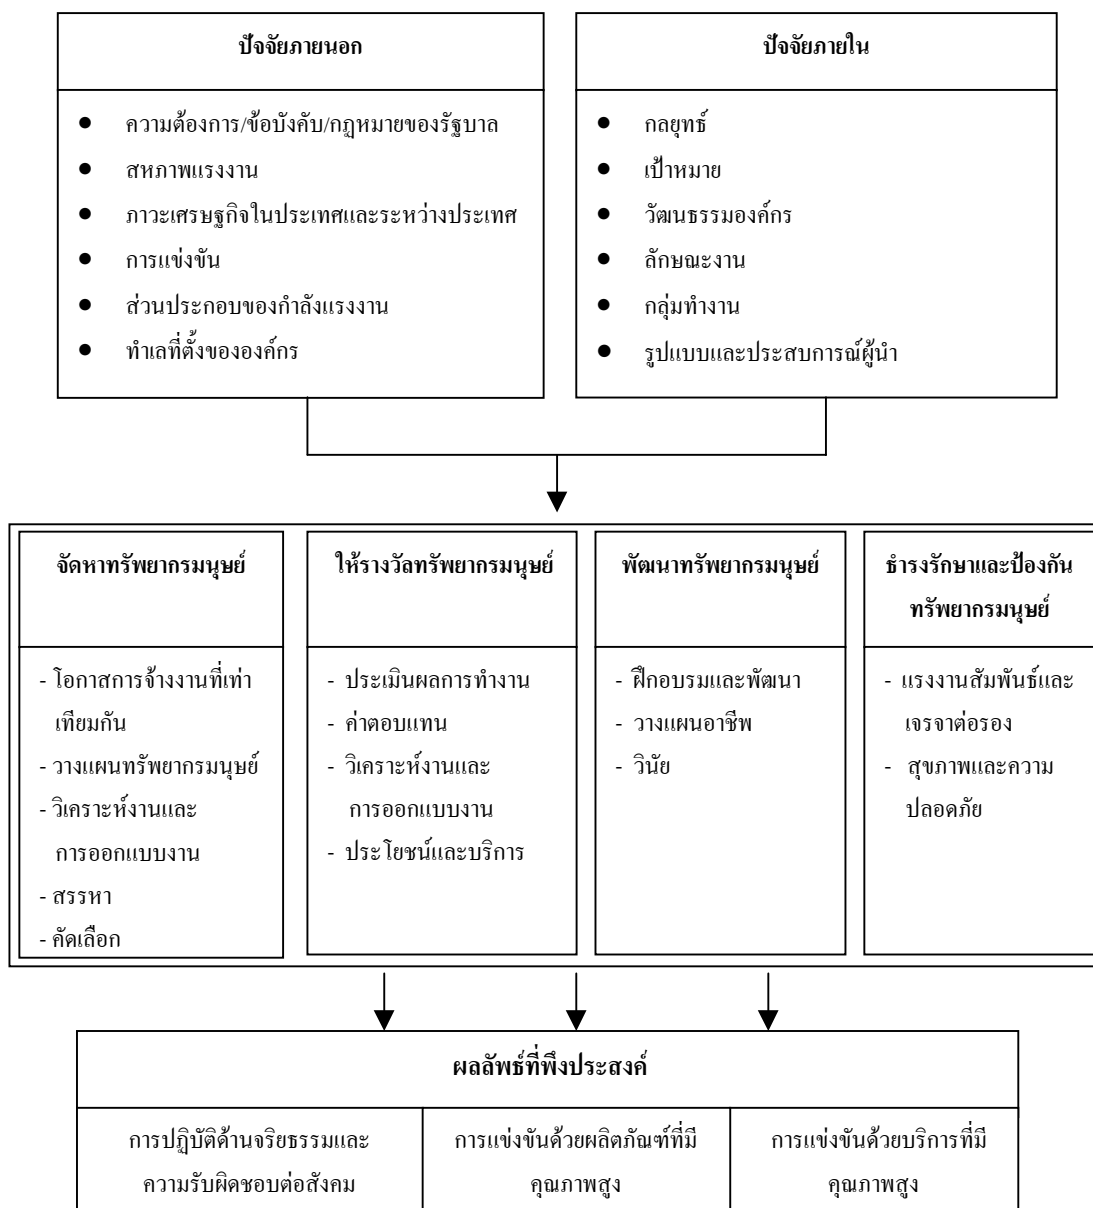 ปัจจัยภายนอก
● ความต้องการ/ข้อบังคับ/กฎหมายของรัฐบาล
● สหภาพแรงงาน
● ภาวะเศรษฐกิจในประเทศและระหว่างประเทศ
● การแข่งขัน
● ส่วนประกอบของกำลังแรงงาน
● ทำเลที่ตั้งขององค์กร
ปัจจัยภายใน
● กลยุทธ์
● เป้าหมาย
● วัฒนธรรมองค์กร
● ลักษณะงาน
● กลุ่มทำงาน
● รูปแบบและประสบการณ์ผู้นำ
จัดหาทรัพยากรมนุษย์
- โอกาสการจ้างงานที่เท่า
เทียมกัน
- วางแผนทรัพยากรมนุษย์
- วิเคราะห์งานและ
การออกแบบงาน
- สรรหา
- คัดเลือก
ให้รางวัลทรัพยากรมนุษย์
- ประเมินผลการทำงาน
- ค่าตอบแทน
- วิเคราะห์งานและ
การออกแบบงาน
- ประโยชน์และบริการ
พัฒนาทรัพยากรมนุษย์
- ฝึกอบรมและพัฒนา
- วางแผนอาชีพ
- วินัย
ธำรงรักษาและป้องกัน
ทรัพยากรมนุษย์
- แรงงานสัมพันธ์และ
เจรจาต่อรอง
- สุขภาพและความ
ปลอดภัย
ผลลัพธ์ที่พึงประสงค์
การปฏิบัติด้านจริยธรรมและ
ความรับผิดชอบต่อสังคม
การแข่งขันด้วยผลิตภัณฑ์ที่มี
คุณภาพสูง
การแข่งขันด้วยบริการที่มี
คุณภาพสูง